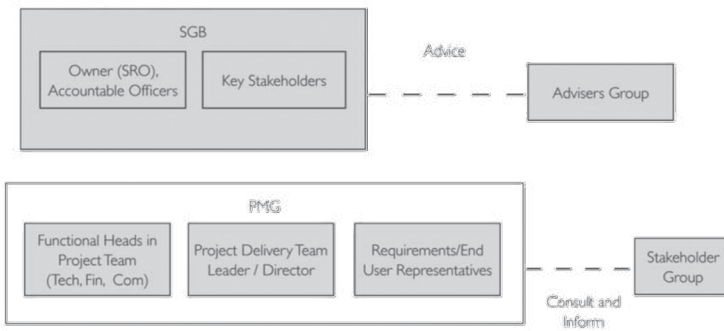 SGB
Owner (SRO),
Accountable Officers
Key Stakeholders
Advice
Advisers Group
PMG
Functional Heads in
Project Team
(Tech, Fin, Com)
Project Delivery Team
Leader / Director
Requirements/End
User Representatives
Stakeholder
Group
Consult and
Inform